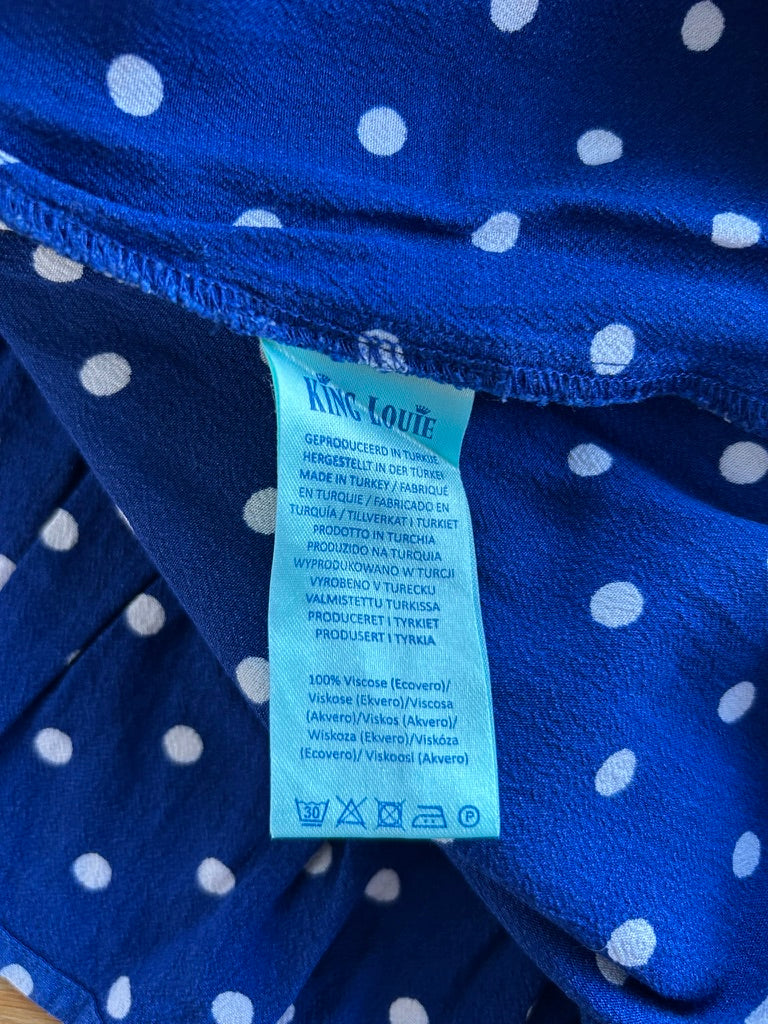 KING LOUIE
GEPRODUCEERD IN TURKIJE
HERGESTELLT IN DER TÜRKEI
MADE IN TURKEY / FABRIQUÉ
EN TURQUIE / FABRICADO EN
TURQUÍA / TILLVERKAT I TURKIET
PRODOTTO IN TURCHIA
PRODUZIDO NA TURQUIA
WYPRODUKOWANO W TURCJI
VYROBENO V TURECKU
VALMISTETTU TURKISSA
PRODUCERET I TYRKIET
PRODUSERT I TYRKIA
100% Viscose (Ecovero)/
Viskose (Ekvero)/Viscosa
(Akvero)/Viskos (Akvero)/
Wiskoza (Ekvero)/Viskóza
(Ecovero)/ Viskoosi (Akvero)
30 P